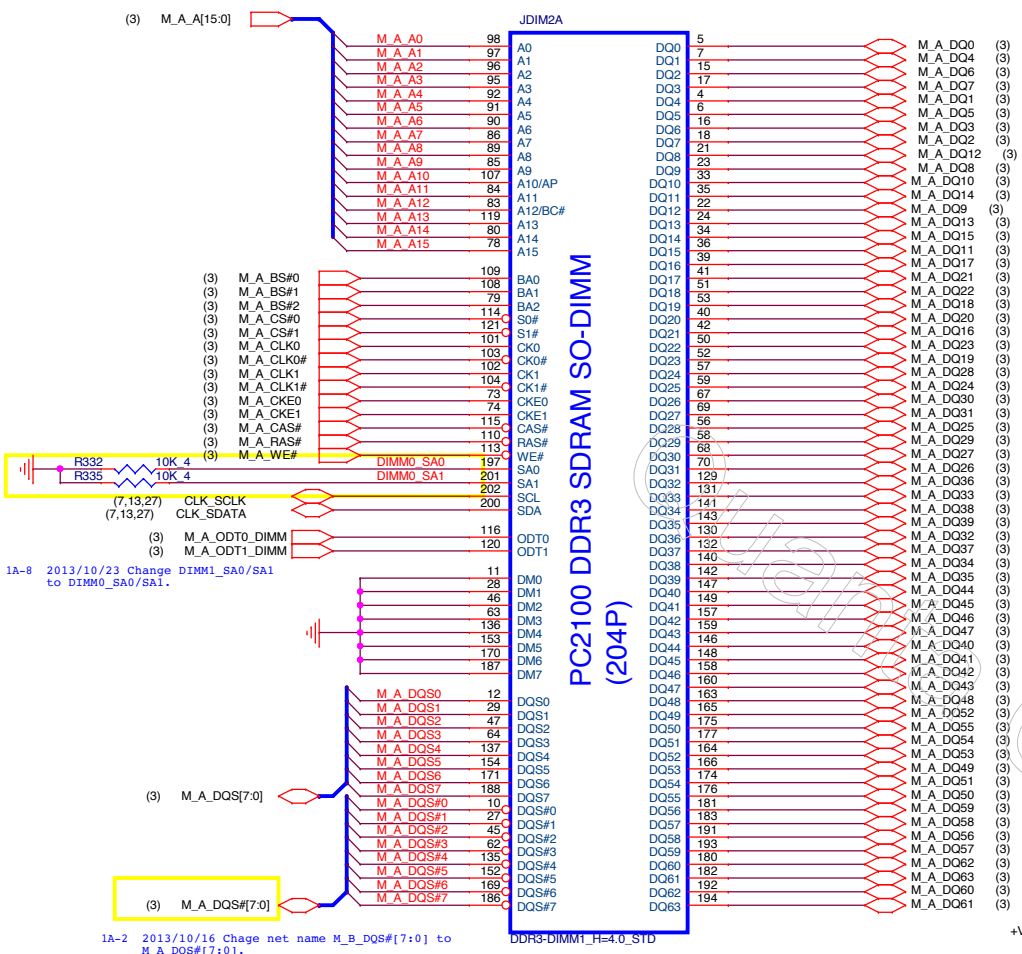 (3) M_A_A[15:0]
JDIM2A
M_A_A0 98 A0 DQ0 5 M_A_DQ0 (3)
M_A_A1 97 A1 DQ1 7 M_A_DQ4 (3)
M_A_A2 96 A2 DQ2 15 M_A_DQ6 (3)
M_A_A3 95 A3 DQ3 17 M_A_DQ7 (3)
M_A_A4 92 A4 DQ4 4 M_A_DQ1 (3)
M_A_A5 91 A5 DQ5 6 M_A_DQ5 (3)
M_A_A6 90 A6 DQ6 16 M_A_DQ3 (3)
M_A_A7 86 A7 DQ7 18 M_A_DQ2 (3)
M_A_A8 89 A8 DQ8 21 M_A_DQ12 (3)
M_A_A9 85 A9 DQ9 23 M_A_DQ8 (3)
M_A_A10 107 A10/AP DQ10 33 M_A_DQ10 (3)
M_A_A11 84 A11 DQ11 35 M_A_DQ14 (3)
M_A_A12 83 A12/BC# DQ12 22 M_A_DQ9 (3)
M_A_A13 119 A13 DQ13 24 M_A_DQ13 (3)
M_A_A14 80 A14 DQ14 34 M_A_DQ15 (3)
M_A_A15 78 A15 DQ15 36 M_A_DQ11 (3)
DQ16 39 M_A_DQ17 (3)
(3) M_A_BS#0 109 BA0 DQ17 41 M_A_DQ21 (3)
(3) M_A_BS#1 108 BA1 DQ18 51 M_A_DQ22 (3)
(3) M_A_BS#2 79 BA2 DQ19 53 M_A_DQ18 (3)
(3) M_A_CS#0 114 S0# DQ20 40 M_A_DQ20 (3)
(3) M_A_CS#1 121 S1# DQ21 42 M_A_DQ16 (3)
(3) M_A_CLK0 101 CK0 DQ22 50 M_A_DQ23 (3)
(3) M_A_CLK0# 103 CK0# DQ23 52 M_A_DQ19 (3)
(3) M_A_CLK1 102 CK1 DQ24 57 M_A_DQ28 (3)
(3) M_A_CLK1# 104 CK1# DQ25 59 M_A_DQ24 (3)
(3) M_A_CKE0 73 CKE0 DQ26 67 M_A_DQ30 (3)
(3) M_A_CKE1 74 CKE1 DQ27 69 M_A_DQ31 (3)
(3) M_A_CAS# 115 CAS# DQ28 56 M_A_DQ25 (3)
(3) M_A_RAS# 110 RAS# DQ29 58 M_A_DQ29 (3)
(3) M_A_WE# 113 WE# DQ30 68 M_A_DQ27 (3)
R332 10K_4 DIMM0_SA0 197 SA0 DQ31 70 M_A_DQ26 (3)
R335 10K_4 DIMM0_SA1 201 SA1 DQ32 129 M_A_DQ36 (3)
(7,13,27) CLK_SCLK 202 SCL DQ33 131 M_A_DQ33 (3)
(7,13,27) CLK_SDATA 200 SDA DQ34 141 M_A_DQ38 (3)
DQ35 143 M_A_DQ39 (3)
(3) M_A_ODT0_DIMM 116 ODT0 DQ36 130 M_A_DQ32 (3)
(3) M_A_ODT1_DIMM 120 ODT1 DQ37 132 M_A_DQ37 (3)
DQ38 140 M_A_DQ34 (3)
1A-8 2013/10/23 Change DIMM1_SA0/SA1
to DIMM0_SA0/SA1.
11 DM0 DQ39 142 M_A_DQ35 (3)
28 DM1 DQ40 147 M_A_DQ44 (3)
46 DM2 DQ41 149 M_A_DQ45 (3)
63 DM3 DQ42 157 M_A_DQ46 (3)
136 DM4 DQ43 159 M_A_DQ47 (3)
153 DM5 DQ44 146 M_A_DQ40 (3)
170 DM6 DQ45 148 M_A_DQ41 (3)
187 DM7 DQ46 158 M_A_DQ42 (3)
DQ47 160 M_A_DQ43 (3)
M_A_DQS0 12 DQS0 DQ48 163 M_A_DQ48 (3)
M_A_DQS1 29 DQS1 DQ49 165 M_A_DQ52 (3)
M_A_DQS2 47 DQS2 DQ50 175 M_A_DQ55 (3)
M_A_DQS3 64 DQS3 DQ51 177 M_A_DQ54 (3)
M_A_DQS4 137 DQS4 DQ52 164 M_A_DQ53 (3)
M_A_DQS5 154 DQS5 DQ53 166 M_A_DQ49 (3)
M_A_DQS6 171 DQS6 DQ54 174 M_A_DQ51 (3)
M_A_DQS7 188 DQS7 DQ55 176 M_A_DQ50 (3)
(3) M_A_DQS[7:0]
M_A_DQS#0 10 DQS#0 DQ56 181 M_A_DQ59 (3)
M_A_DQS#1 27 DQS#1 DQ57 183 M_A_DQ58 (3)
M_A_DQS#2 45 DQS#2 DQ58 191 M_A_DQ56 (3)
M_A_DQS#3 62 DQS#3 DQ59 193 M_A_DQ57 (3)
M_A_DQS#4 135 DQS#4 DQ60 180 M_A_DQ62 (3)
M_A_DQS#5 152 DQS#5 DQ61 182 M_A_DQ63 (3)
M_A_DQS#6 169 DQS#6 DQ62 192 M_A_DQ60 (3)
M_A_DQS#7 186 DQS#7 DQ63 194 M_A_DQ61 (3)
(3) M_A_DQS#[7:0]
PC2100 DDR3 SDRAM SO-DIMM
(204P)
DDR3-DIMM1_H=4.0_STD
1A-2 2013/10/16 Chage net name M_B_DQS#[7:0] to
M_A_DQS#[7:0].